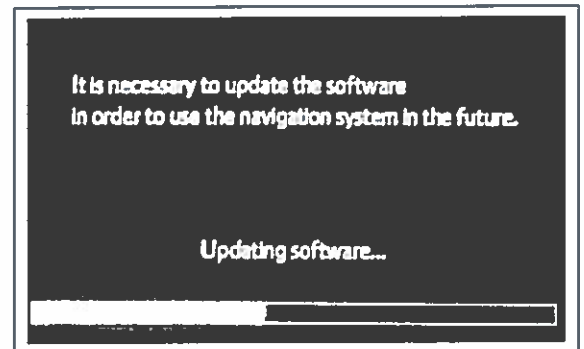 It is necessary to update the software
in order to use the navigation system in the future.
Updating software...